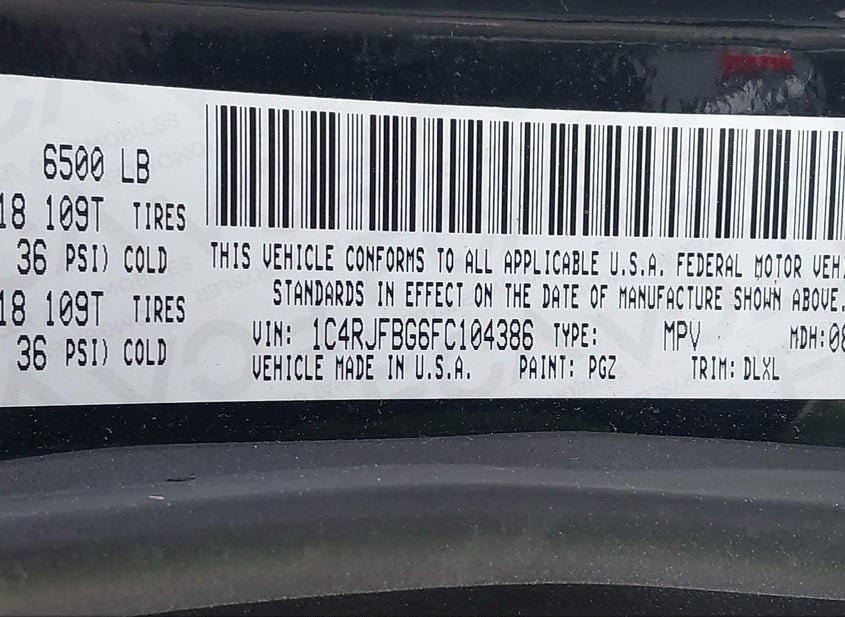 6500 LB
18 109T TIRES
36 PSI) COLD
18 109T TIRES
36 PSI) COLD
THIS VEHICLE CONFORMS TO ALL APPLICABLE U.S.A. FEDERAL MOTOR VEH
STANDARDS IN EFFECT ON THE DATE OF MANUFACTURE SHOWN ABOVE.
VIN: 1C4RJFBG6FC104386 TYPE: MPV MDH:08
VEHICLE MADE IN U.S.A. PAINT: PGZ TRIM: DLXL